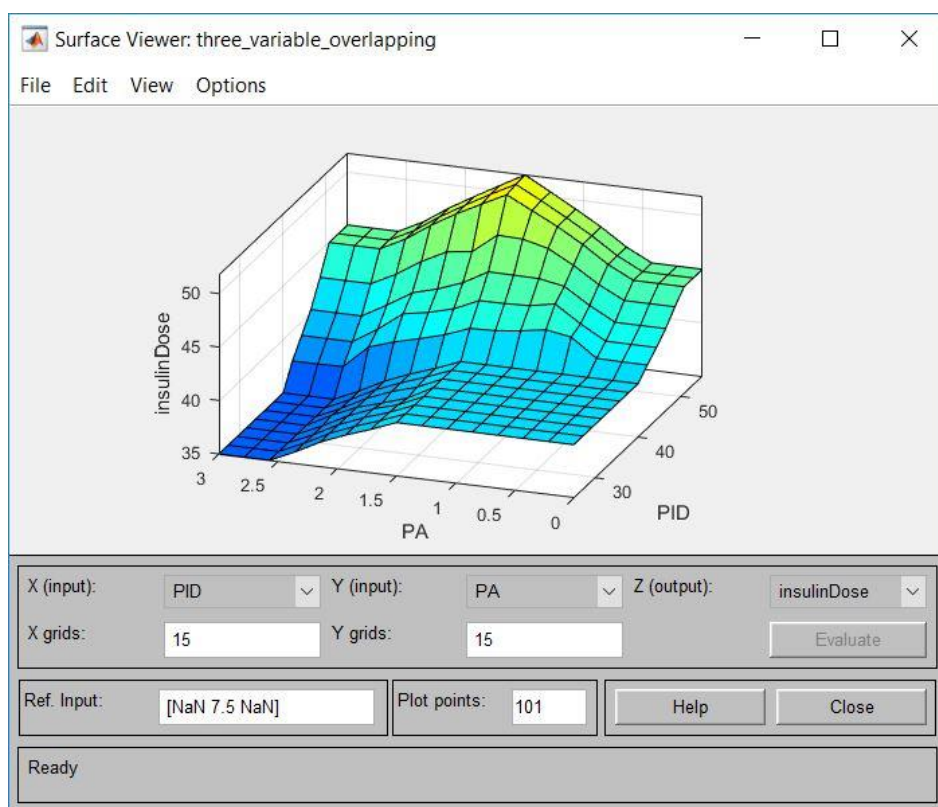 Surface Viewer: three_variable_overlapping
File Edit View Options
insulinDose
50
45
40
35
3
2.5
2
1.5
1
0.5
0
PA
30
40
50
PID
X (input): PID Y (input): PA Z (output): insulinDose
X grids: 15 Y grids: 15 Evaluate
Ref. Input: [NaN 7.5 NaN] Plot points: 101 Help Close
Ready